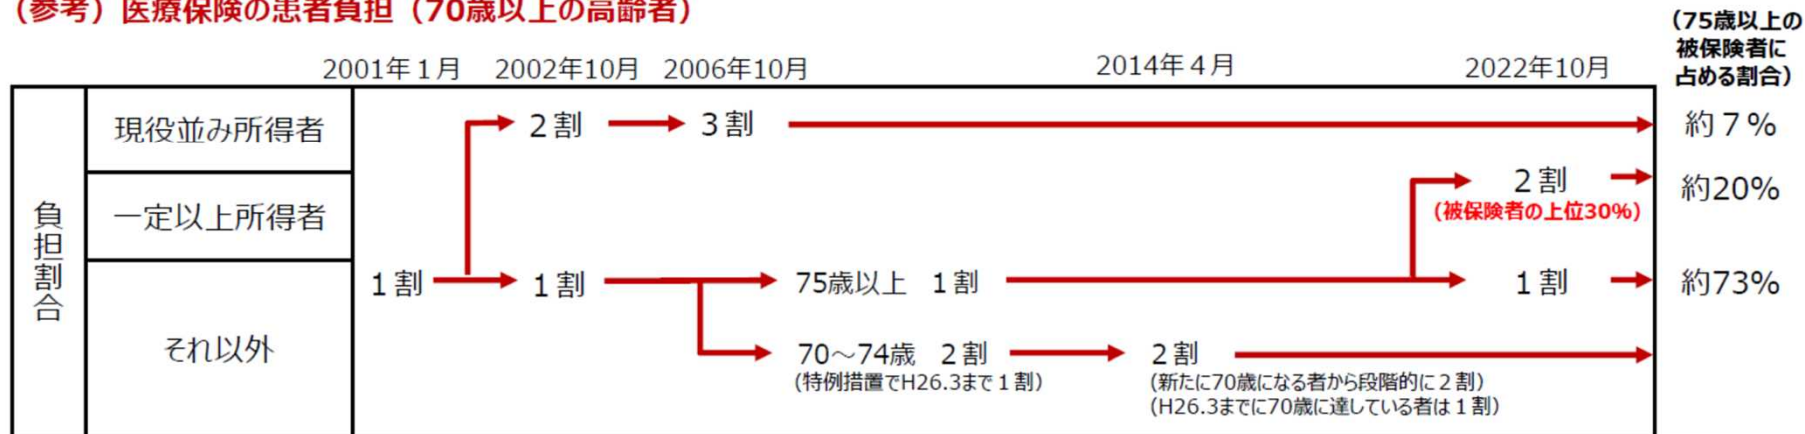 （参考）医療保険の患者負担（70歳以上の高齢者）
（75歳以上の
被保険者に
占める割合）
2001年１月 2002年10月 2006年10月 2014年４月 2022年10月
負担割合
現役並み所得者 ２割 ３割 約７%
一定以上所得者 ２割 約20%
（被保険者の上位30%）
１割 １割 75歳以上 １割 １割 約73%
それ以外 70～74歳 ２割 ２割
（特例措置でH26.3まで１割） （新たに70歳になる者から段階的に２割）
（H26.3までに70歳に達している者は１割）